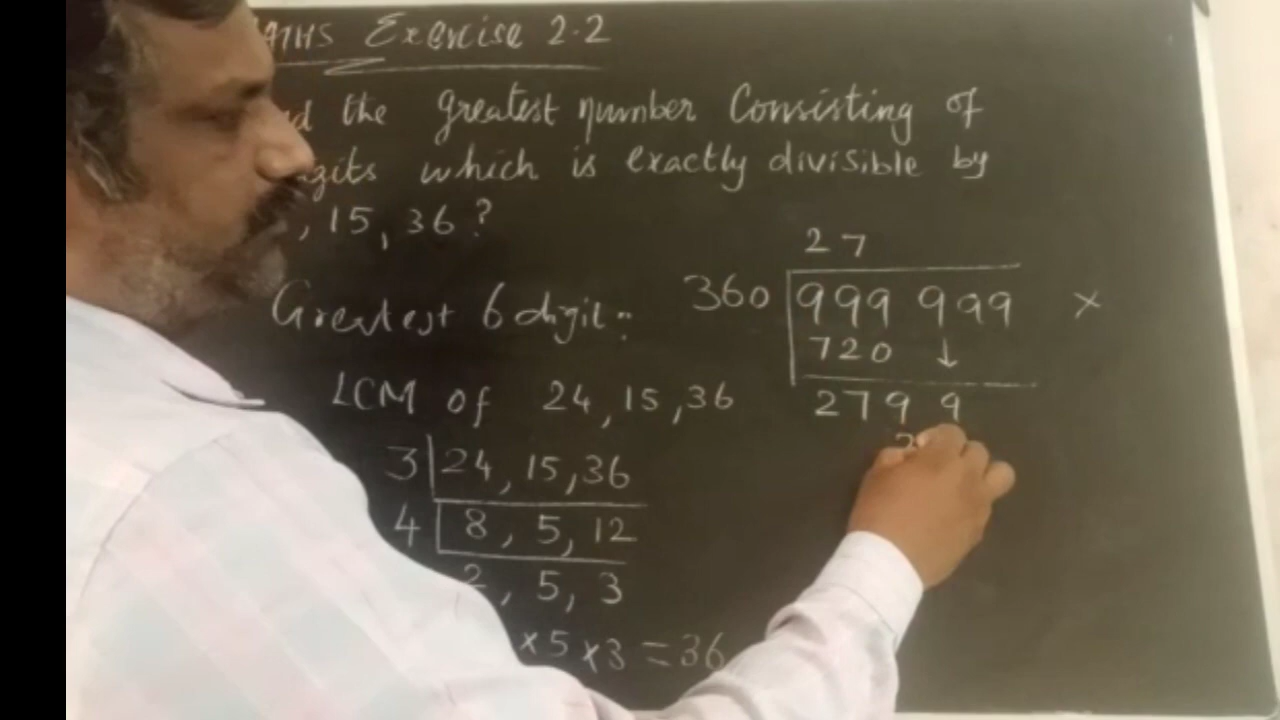 Exercise 2.2
the greatest number Consisting of
which is exactly divisible by
, 15, 36?
Greatest 6 digit:
LCM of 24, 15, 36
3 24, 15, 36
4 8, 5, 12
2, 5, 3
×5×3=36
27
360 999 999 ×
720 ↓
2799